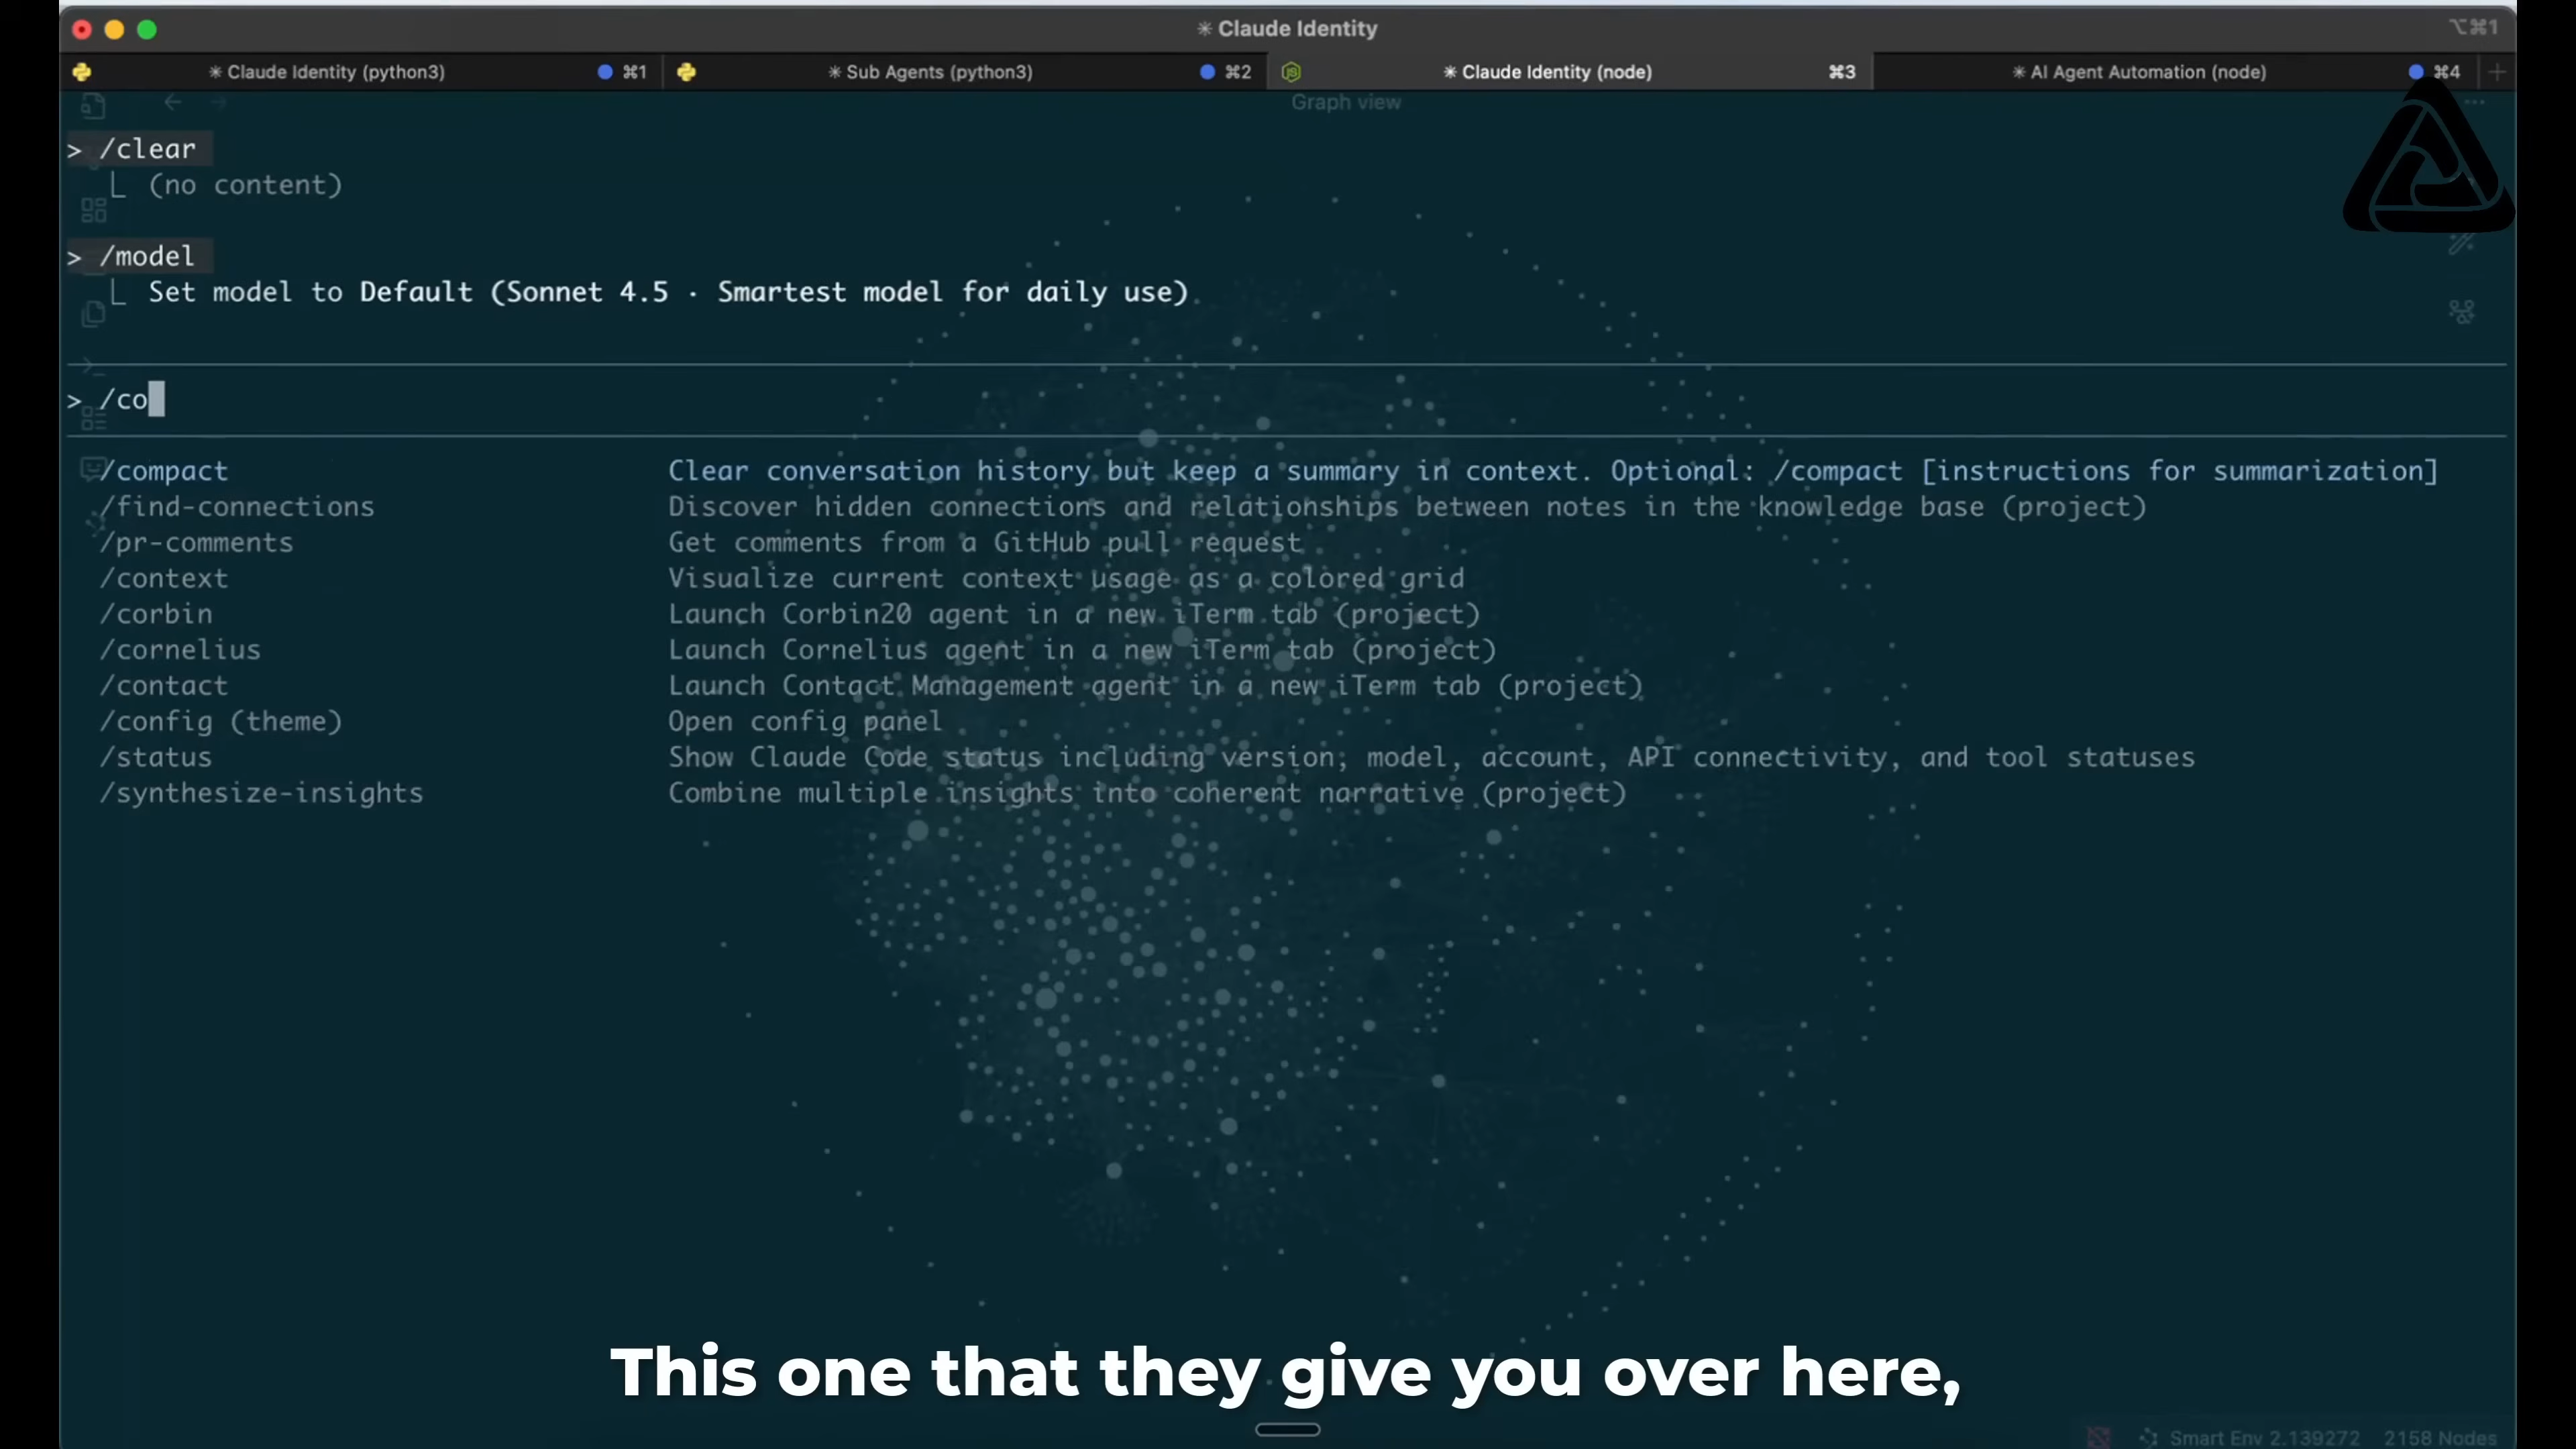 ✳ Claude Identity
⌥⌘1
✳ Claude Identity (python3) ⌘1
✳ Sub Agents (python3) ⌘2
✳ Claude Identity (node) ⌘3
✳ AI Agent Automation (node) ⌘4
Graph view
> /clear
(no content)
> /model
Set model to Default (Sonnet 4.5 · Smartest model for daily use)
> /co
/compact Clear conversation history but keep a summary in context. Optional: /compact [instructions for summarization]
/find-connections Discover hidden connections and relationships between notes in the knowledge base (project)
/pr-comments Get comments from a GitHub pull request
/context Visualize current context usage as a colored grid
/corbin Launch Corbin20 agent in a new iTerm tab (project)
/cornelius Launch Cornelius agent in a new iTerm tab (project)
/contact Launch Contact Management agent in a new iTerm tab (project)
/config (theme) Open config panel
/status Show Claude Code status including version, model, account, API connectivity, and tool statuses
/synthesize-insights Combine multiple insights into coherent narrative (project)
This one that they give you over here,
Smart Env 2.139272 2158 Nodes